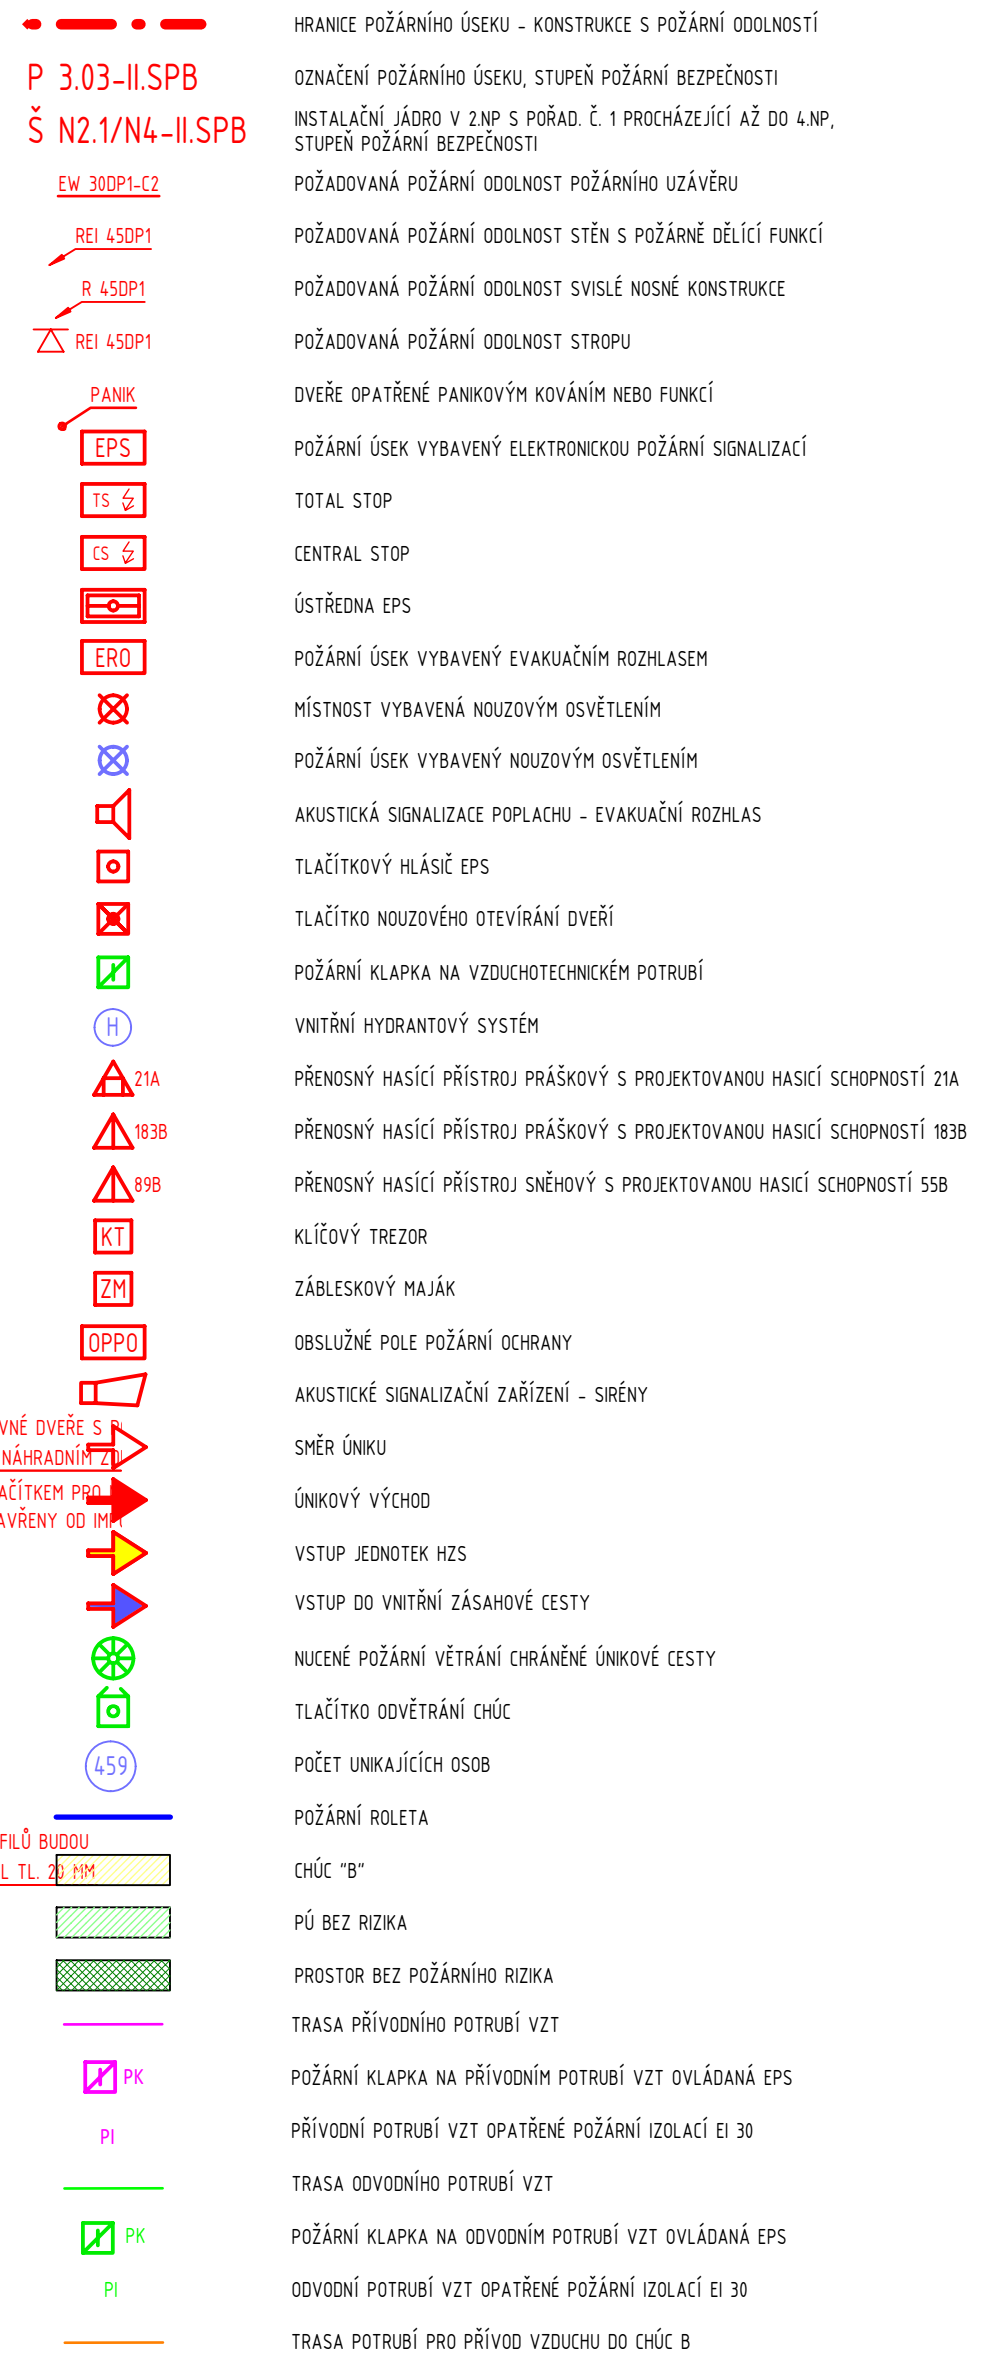 HRANICE POŽÁRNÍHO ÚSEKU - KONSTRUKCE S POŽÁRNÍ ODOLNOSTÍ
P 3.03-II.SPB OZNAČENÍ POŽÁRNÍHO ÚSEKU, STUPEŇ POŽÁRNÍ BEZPEČNOSTI
Š N2.1/N4-II.SPB INSTALAČNÍ JÁDRO V 2.NP S POŘAD. Č. 1 PROCHÁZEJÍCÍ AŽ DO 4.NP,
STUPEŇ POŽÁRNÍ BEZPEČNOSTI
EW 30DP1-C2 POŽADOVANÁ POŽÁRNÍ ODOLNOST POŽÁRNÍHO UZÁVĚRU
REI 45DP1 POŽADOVANÁ POŽÁRNÍ ODOLNOST STĚN S POŽÁRNĚ DĚLÍCÍ FUNKCÍ
R 45DP1 POŽADOVANÁ POŽÁRNÍ ODOLNOST SVISLÉ NOSNÉ KONSTRUKCE
REI 45DP1 POŽADOVANÁ POŽÁRNÍ ODOLNOST STROPU
PANIK DVEŘE OPATŘENÉ PANIKOVÝM KOVÁNÍM NEBO FUNKCÍ
EPS POŽÁRNÍ ÚSEK VYBAVENÝ ELEKTRONICKOU POŽÁRNÍ SIGNALIZACÍ
TS TOTAL STOP
CS CENTRAL STOP
ÚSTŘEDNA EPS
ERO POŽÁRNÍ ÚSEK VYBAVENÝ EVAKUAČNÍM ROZHLASEM
MÍSTNOST VYBAVENÁ NOUZOVÝM OSVĚTLENÍM
POŽÁRNÍ ÚSEK VYBAVENÝ NOUZOVÝM OSVĚTLENÍM
AKUSTICKÁ SIGNALIZACE POPLACHU - EVAKUAČNÍ ROZHLAS
TLAČÍTKOVÝ HLÁSIČ EPS
TLAČÍTKO NOUZOVÉHO OTEVÍRÁNÍ DVEŘÍ
POŽÁRNÍ KLAPKA NA VZDUCHOTECHNICKÉM POTRUBÍ
H VNITŘNÍ HYDRANTOVÝ SYSTÉM
21A PŘENOSNÝ HASÍCÍ PŘÍSTROJ PRÁŠKOVÝ S PROJEKTOVANOU HASICÍ SCHOPNOSTÍ 21A
183B PŘENOSNÝ HASÍCÍ PŘÍSTROJ PRÁŠKOVÝ S PROJEKTOVANOU HASICÍ SCHOPNOSTÍ 183B
89B PŘENOSNÝ HASÍCÍ PŘÍSTROJ SNĚHOVÝ S PROJEKTOVANOU HASICÍ SCHOPNOSTÍ 55B
KT KLÍČOVÝ TREZOR
ZM ZÁBLESKOVÝ MAJÁK
OPPO OBSLUŽNÉ POLE POŽÁRNÍ OCHRANY
AKUSTICKÉ SIGNALIZAČNÍ ZAŘÍZENÍ - SIRÉNY
VNÉ DVEŘE S
SMĚR ÚNIKU
NÁHRADNÍM
AČÍTKEM PRO
ÚNIKOVÝ VÝCHOD
AVŘENY OD
VSTUP JEDNOTEK HZS
VSTUP DO VNITŘNÍ ZÁSAHOVÉ CESTY
NUCENÉ POŽÁRNÍ VĚTRÁNÍ CHRÁNĚNÉ ÚNIKOVÉ CESTY
TLAČÍTKO ODVĚTRÁNÍ CHÚC
459 POČET UNIKAJÍCÍCH OSOB
POŽÁRNÍ ROLETA
FILŮ BUDOU
L TL. 20 MM CHÚC "B"
PÚ BEZ RIZIKA
PROSTOR BEZ POŽÁRNÍHO RIZIKA
TRASA PŘÍVODNÍHO POTRUBÍ VZT
PK POŽÁRNÍ KLAPKA NA PŘÍVODNÍM POTRUBÍ VZT OVLÁDANÁ EPS
PI PŘÍVODNÍ POTRUBÍ VZT OPATŘENÉ POŽÁRNÍ IZOLACÍ EI 30
TRASA ODVODNÍHO POTRUBÍ VZT
PK POŽÁRNÍ KLAPKA NA ODVODNÍM POTRUBÍ VZT OVLÁDANÁ EPS
PI ODVODNÍ POTRUBÍ VZT OPATŘENÉ POŽÁRNÍ IZOLACÍ EI 30
TRASA POTRUBÍ PRO PŘÍVOD VZDUCHU DO CHÚC B